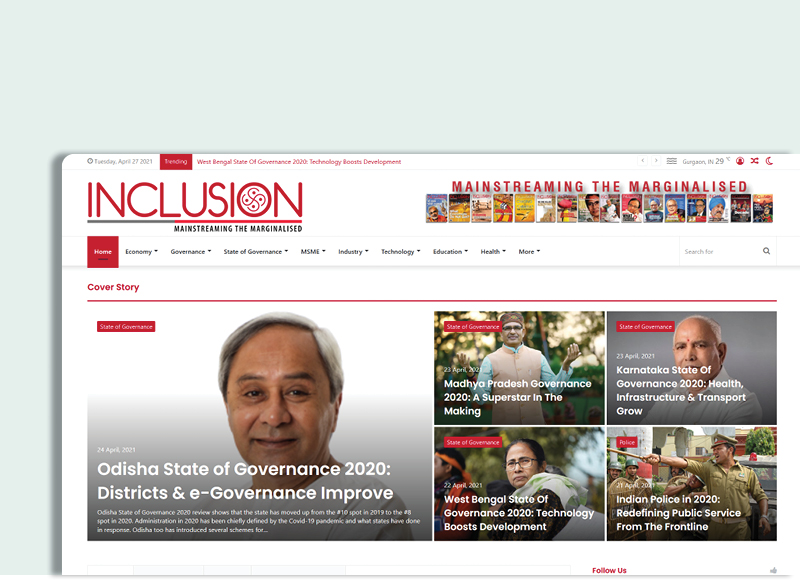 Tuesday, April 27 2021
Trending
West Bengal State Of Governance 2020: Technology Boosts Development
Gurgaon, IN 29 °C
INCLUSION
MAINSTREAMING THE MARGINALISED
MAINSTREAMING THE MARGINALISED
Home
Economy
Governance
State of Governance
MSME
Industry
Technology
Education
Health
More
Search for
Cover Story
State of Governance
24 April, 2021
Odisha State of Governance 2020:
Districts & e-Governance Improve
Odisha State of Governance 2020 review shows that the state has moved up from the #10 spot in 2019 to the #8
spot in 2020. Administration in 2020 has been chiefly defined by the Covid-19 pandemic and what states have done
in response. Odisha too has introduced several schemes for...
State of Governance
23 April, 2021
Madhya Pradesh Governance
2020: A Superstar In The
Making
State of Governance
23 April, 2021
Karnataka State Of
Governance 2020: Health,
Infrastructure & Transport
Grow
State of Governance
22 April, 2021
West Bengal State Of
Governance 2020: Technology
Boosts Development
Police
21 April, 2021
Indian Police in 2020:
Redefining Public Service
From The Frontline
Follow Us